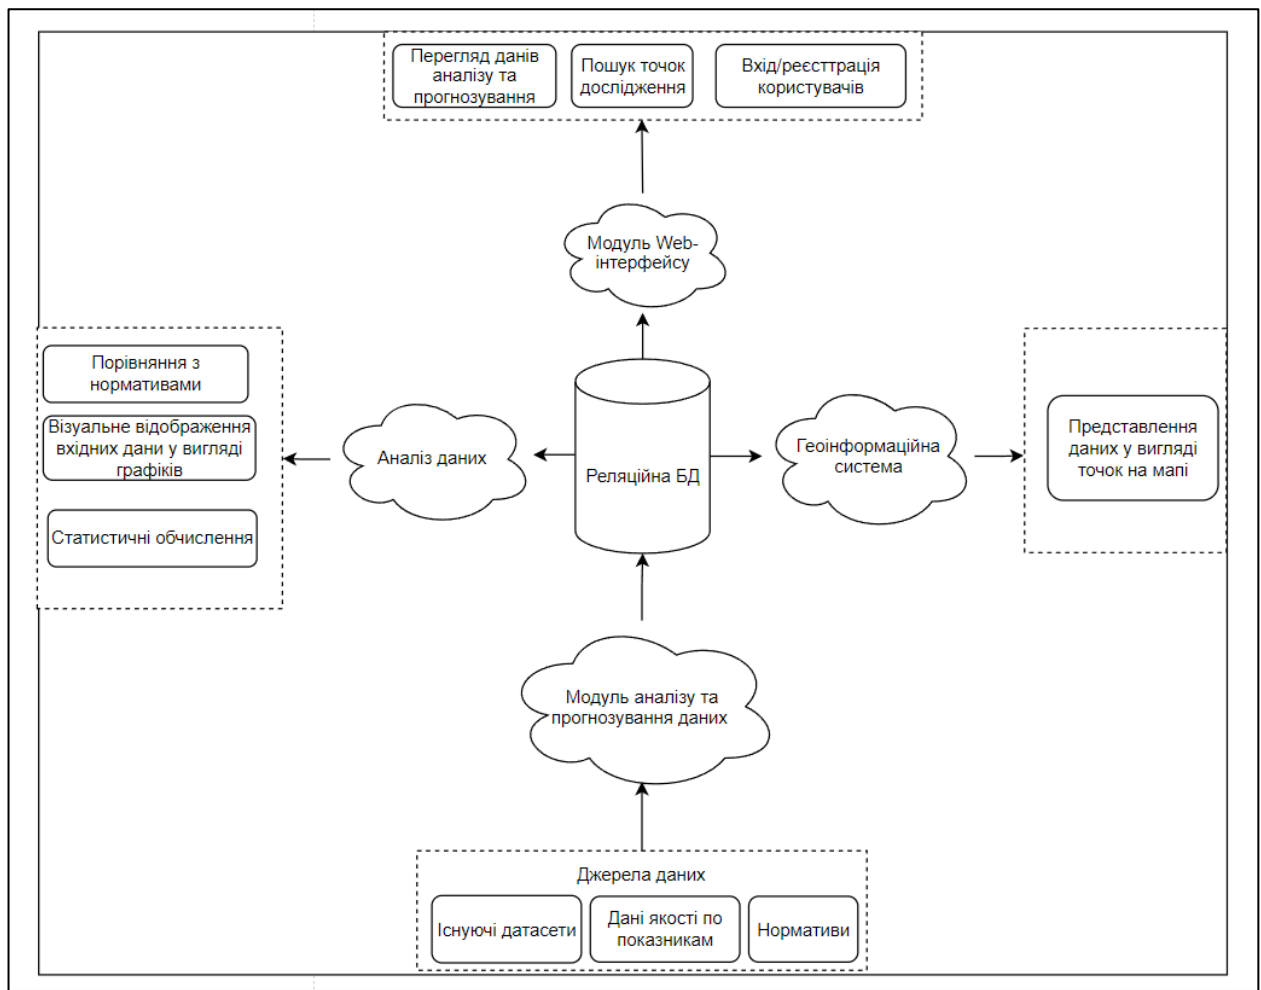 Перегляд данів
аналізу та
прогнозування
Пошук точок
дослідження
Вхід/реєсттрація
користувачів
Модуль Web-
інтерфейсу
Порівняння з
нормативами
Візуальне відображення
вхідних дани у вигляді
графіків
Статистичні обчислення
Аналіз даних
Реляційна БД
Геоінформаційна
система
Представлення
даних у вигляді
точок на мапі
Модуль аналізу та
прогнозування даних
Джерела даних
Існуючі датасети
Дані якості по
показникам
Нормативи